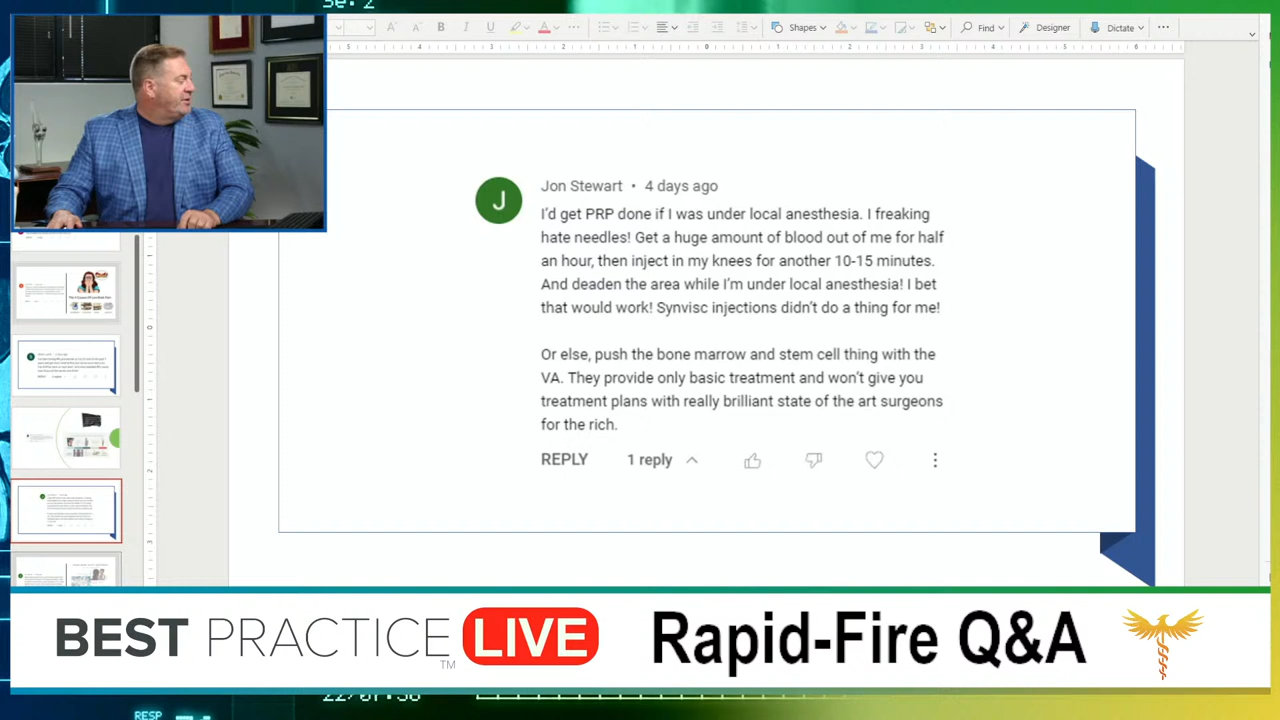 Shapes
Find
Designer
Dictate
Jon Stewart • 4 days ago
I'd get PRP done if I was under local anesthesia. I freaking
hate needles! Get a huge amount of blood out of me for half
an hour, then inject in my knees for another 10-15 minutes.
And deaden the area while I'm under local anesthesia! I bet
that would work! Synvisc injections didn't do a thing for me!
Or else, push the bone marrow and stem cell thing with the
VA. They provide only basic treatment and won't give you
treatment plans with really brilliant state of the art surgeons
for the rich.
REPLY 1 reply
BEST PRACTICE LIVE
TM
Rapid-Fire Q&A
RESP